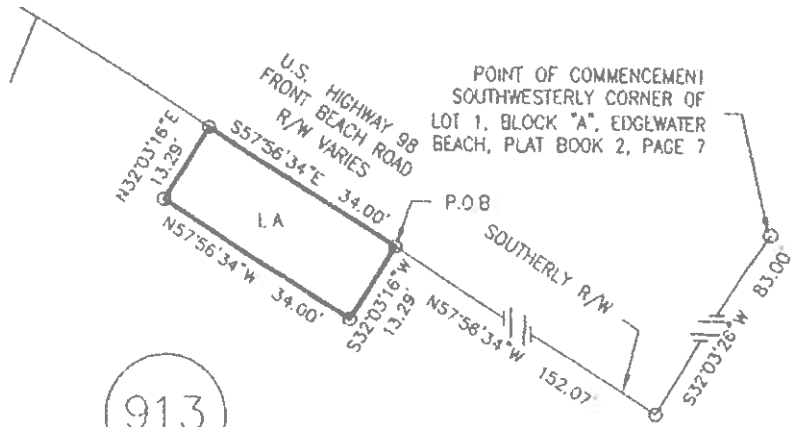 U.S. HIGHWAY 98
FRONT BEACH ROAD
R/W VARIES
POINT OF COMMENCEMENT
SOUTHWESTERLY CORNER OF
LOT 1, BLOCK "A", EDGEWATER
BEACH, PLAT BOOK 2, PAGE 7
N32°03'16"E
13.29'
S57°56'34"E 34.00'
P.O.B
LA
N57°56'34"W 34.00'
S32°03'16"W
13.29'
SOUTHERLY R/W
N57°56'34"W 152.07'
S32°03'26"W 83.00'
913